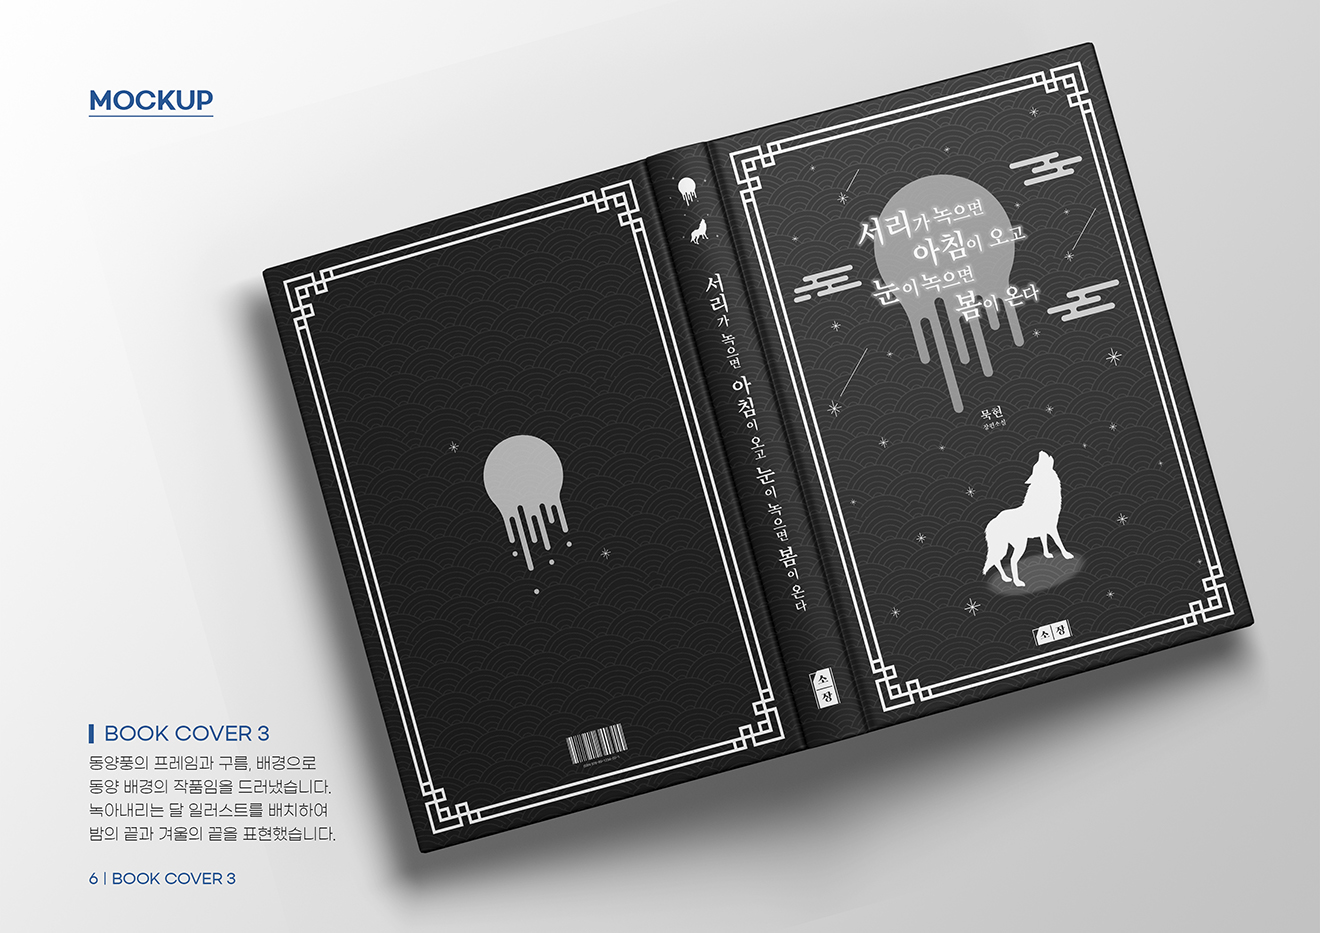 MOCKUP
서리가 녹으면
아침이 오고
눈이 녹으면
봄이 온다
묵현
장편소설
소상
서리가 녹으면 아침이 오고 눈이 녹으면 봄이 온다
소상
BOOK COVER 3
동양풍의 프레임과 구름, 배경으로
동양 배경의 작품임을 드러냈습니다.
녹아내리는 달 일러스트를 배치하여
밤의 끝과 겨울의 끝을 표현했습니다.
6 | BOOK COVER 3